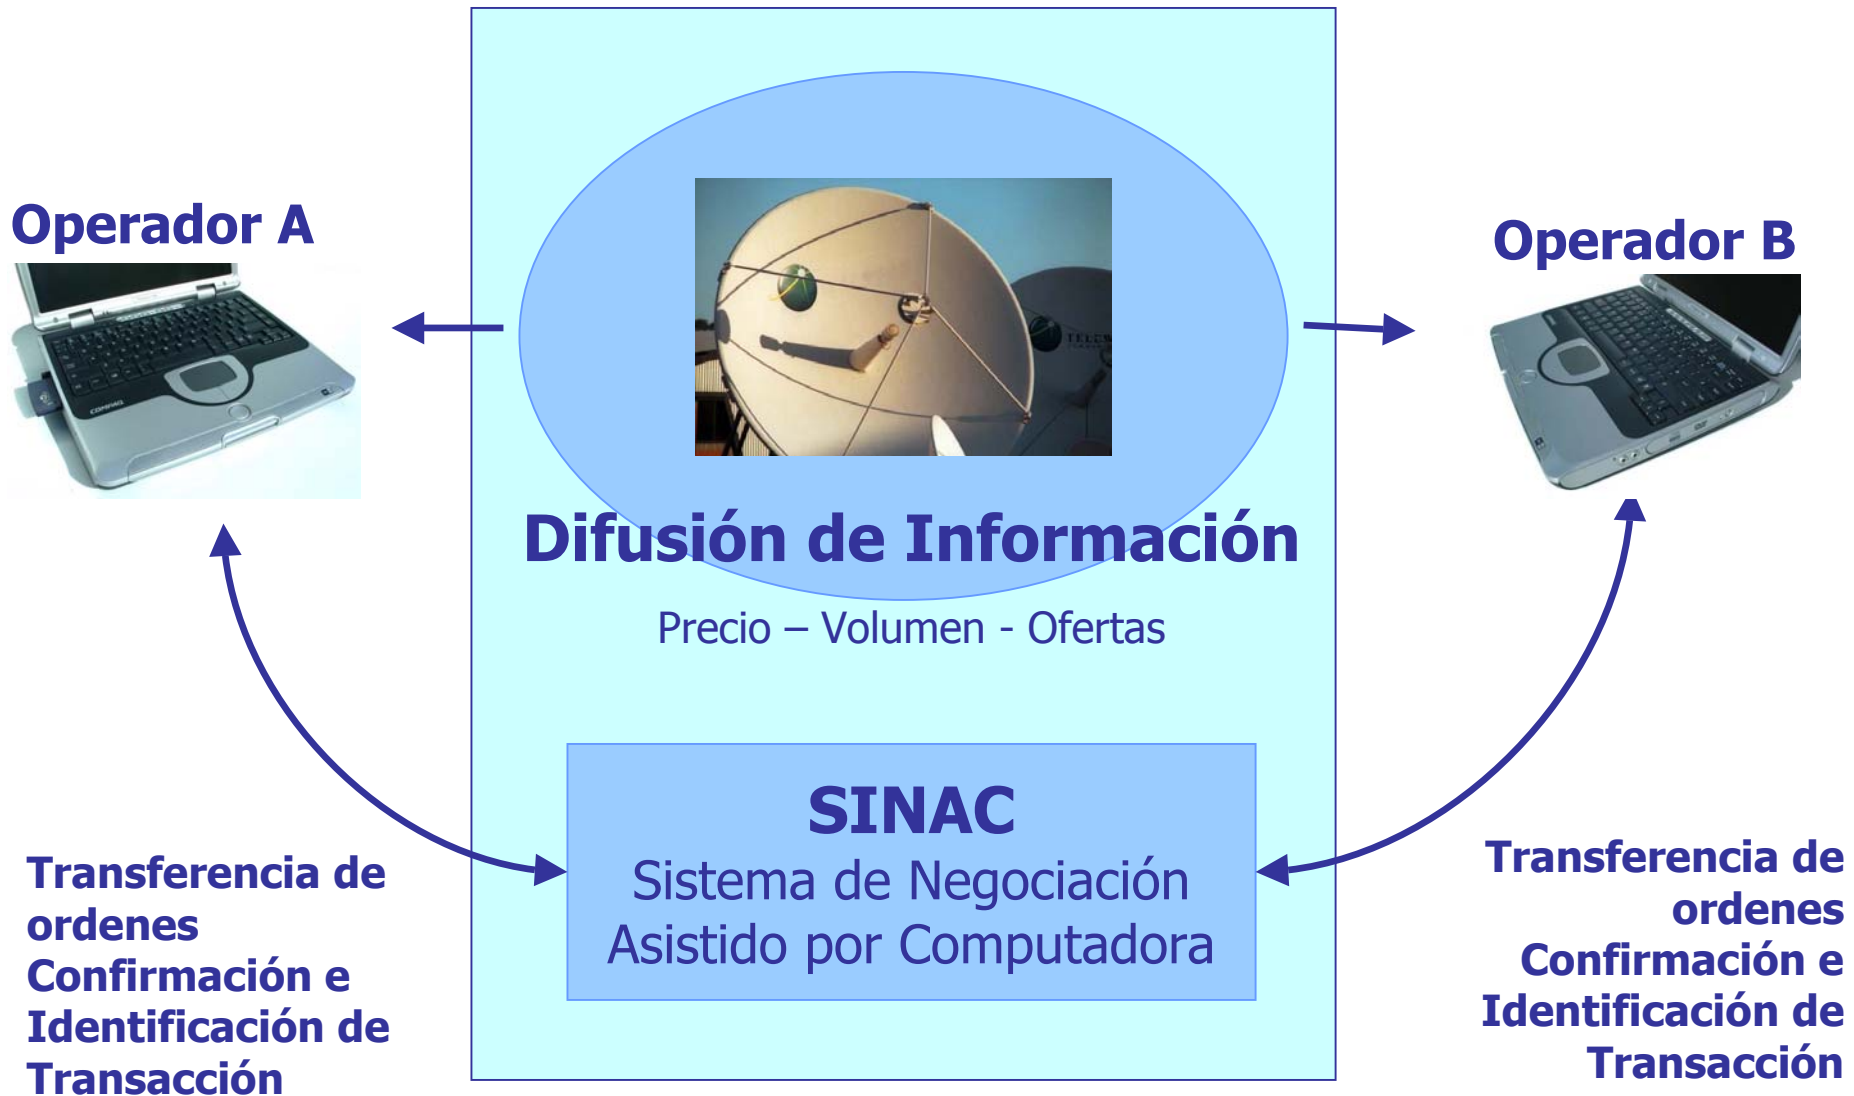 Operador A
COMPAQ
Difusión de Información
Precio – Volumen - Ofertas
Operador B
SINAC
Sistema de Negociación
Asistido por Computadora
Transferencia de
ordenes
Confirmación e
Identificación de
Transacción
Transferencia de
ordenes
Confirmación e
Identificación de
Transacción